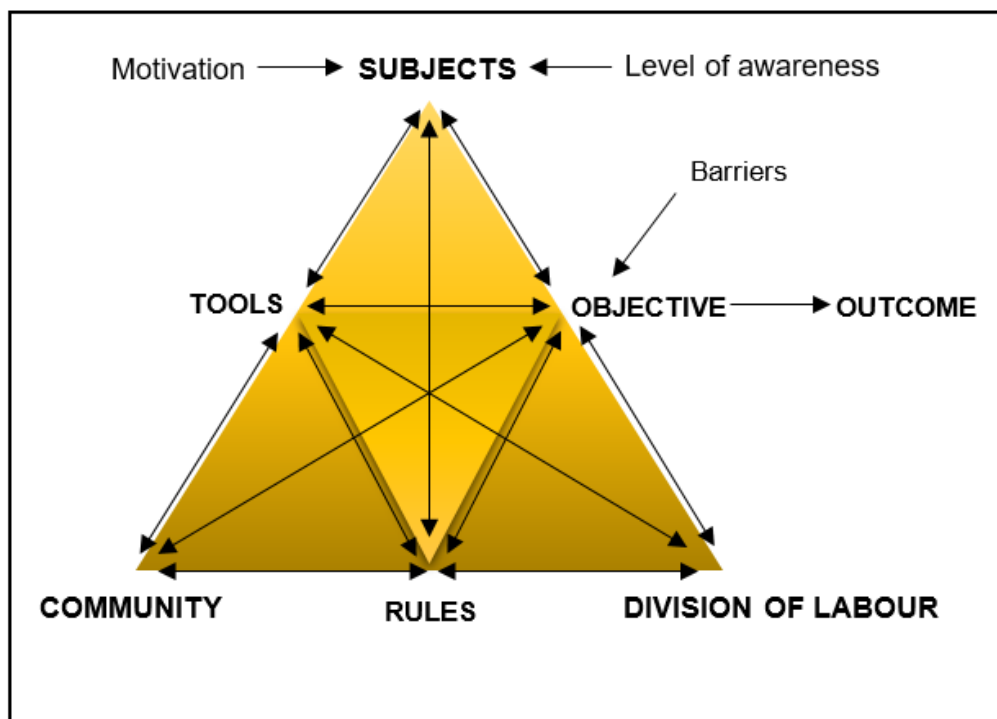 Motivation
SUBJECTS
Level of awareness
Barriers
TOOLS
OBJECTIVE
OUTCOME
COMMUNITY
RULES
DIVISION OF LABOUR